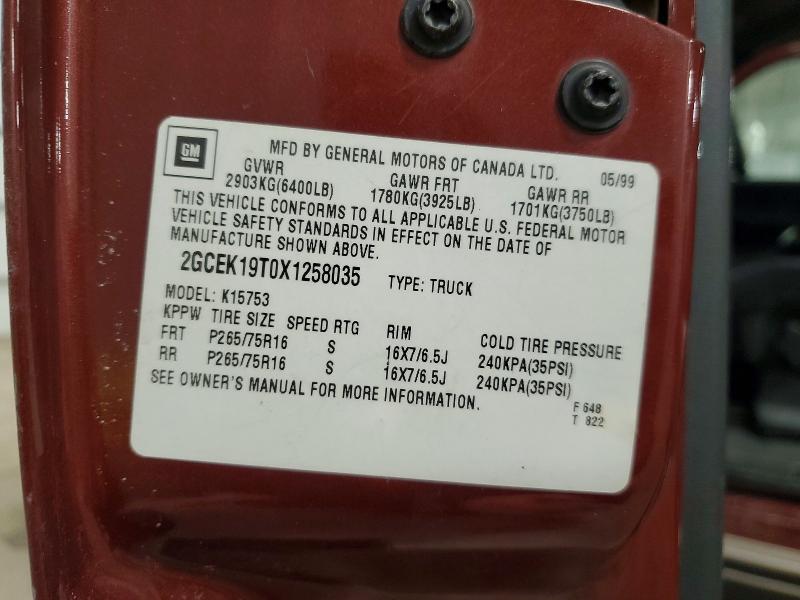 GM
MFD BY GENERAL MOTORS OF CANADA LTD. 05/99
GVWR GAWR FRT GAWR RR
2903KG(6400LB) 1780KG(3925LB) 1701KG(3750LB)
THIS VEHICLE CONFORMS TO ALL APPLICABLE U.S. FEDERAL MOTOR
VEHICLE SAFETY STANDARDS IN EFFECT ON THE DATE OF
MANUFACTURE SHOWN ABOVE.
2GCEK19T0X1258035 TYPE: TRUCK
MODEL: K15753
KPPW TIRE SIZE SPEED RTG RIM COLD TIRE PRESSURE
FRT P265/75R16 S 16X7/6.5J 240KPA(35PSI)
RR P265/75R16 S 16X7/6.5J 240KPA(35PSI)
SEE OWNER'S MANUAL FOR MORE INFORMATION.
F 648
T 822